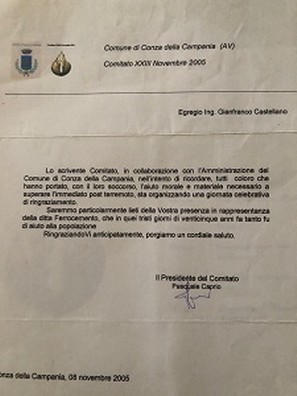 Comune di Conza della Campania (AV)
Comitato XXIII Novembre 2005
Egregio Ing. Gianfranco Castellano
Lo scrivente Comitato, in collaborazione con l'Amministrazione del
Comune di Conza della Campania, nell'intento di ricordare, tutti coloro che
hanno portato, con il loro soccorso, l'aiuto morale e materiale necessario a
superare l'immediato post terremoto, sta organizzando una giornata celebrativa
di ringraziamento.
Saremmo particolarmente lieti della Vostra presenza in rappresentanza
della ditta Ferrocemento, che in quei tristi giorni di venticinque anni fa tanto fu
di aiuto alla popolazione
RingraziandoVi anticipatamente, porgiamo un cordiale saluto.
Il Presidente del Comitato
Pasquale Caprio
onza della Campania, 08 novembre 2005